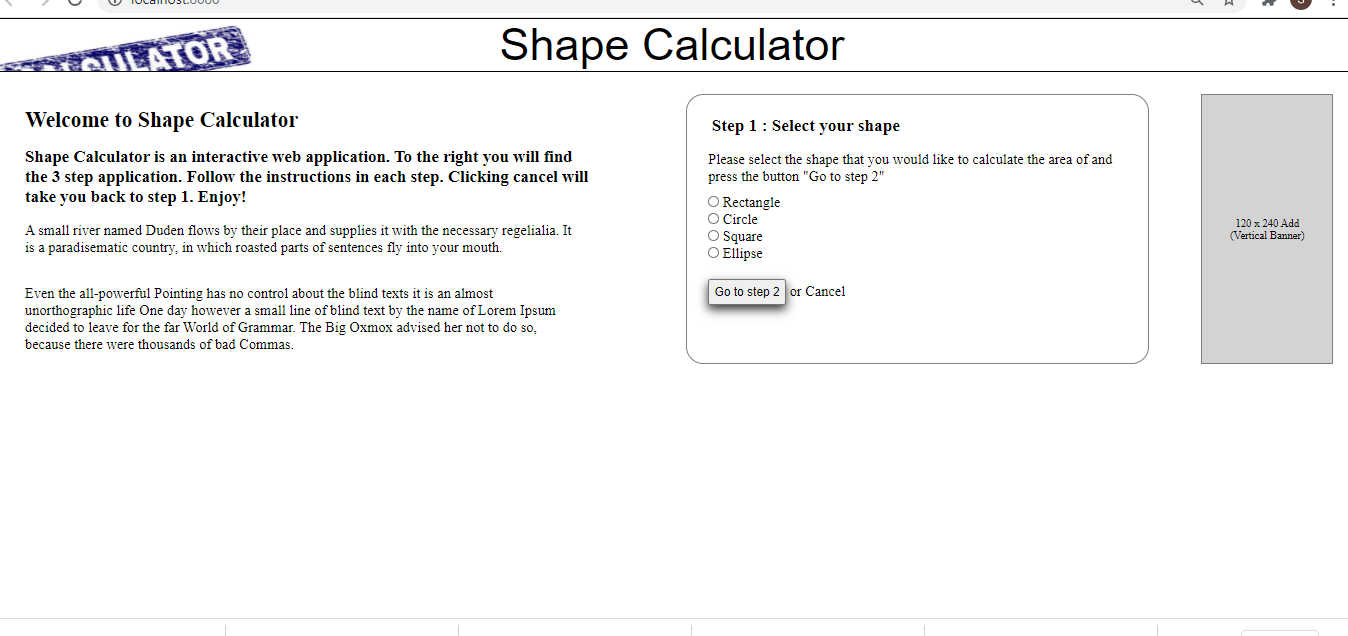 Shape Calculator
Welcome to Shape Calculator
Shape Calculator is an interactive web application. To the right you will find
the 3 step application. Follow the instructions in each step. Clicking cancel will
take you back to step 1. Enjoy!
A small river named Duden flows by their place and supplies it with the necessary regelialia. It
is a paradisematic country, in which roasted parts of sentences fly into your mouth.
Even the all-powerful Pointing has no control about the blind texts it is an almost
unorthographic life One day however a small line of blind text by the name of Lorem Ipsum
decided to leave for the far World of Grammar. The Big Oxmox advised her not to do so,
because there were thousands of bad Commas.
Step 1 : Select your shape
Please select the shape that you would like to calculate the area of and
press the button "Go to step 2"
Rectangle
Circle
Square
Ellipse
Go to step 2 or Cancel
120 x 240 Add
(Vertical Banner)